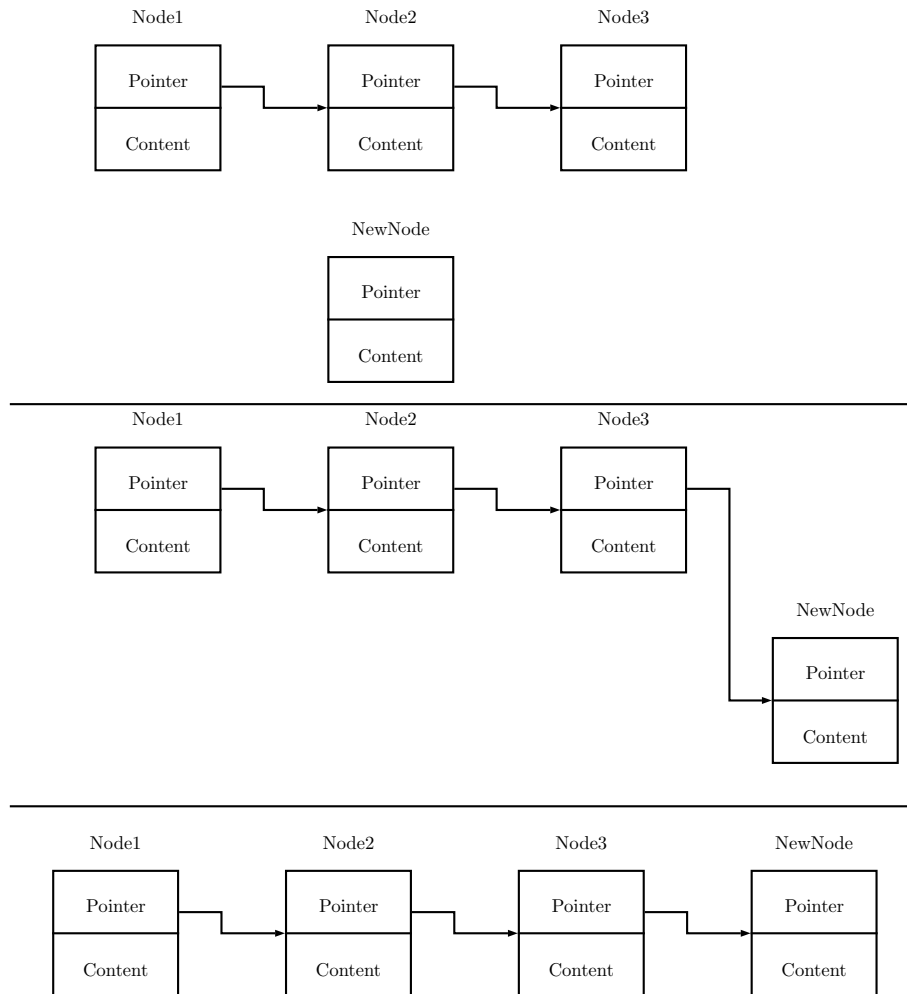 Node1 Node2 Node3
Pointer Pointer Pointer
Content Content Content
NewNode
Pointer
Content
Node1 Node2 Node3
Pointer Pointer Pointer
Content Content Content
NewNode
Pointer
Content
Node1 Node2 Node3 NewNode
Pointer Pointer Pointer Pointer
Content Content Content Content